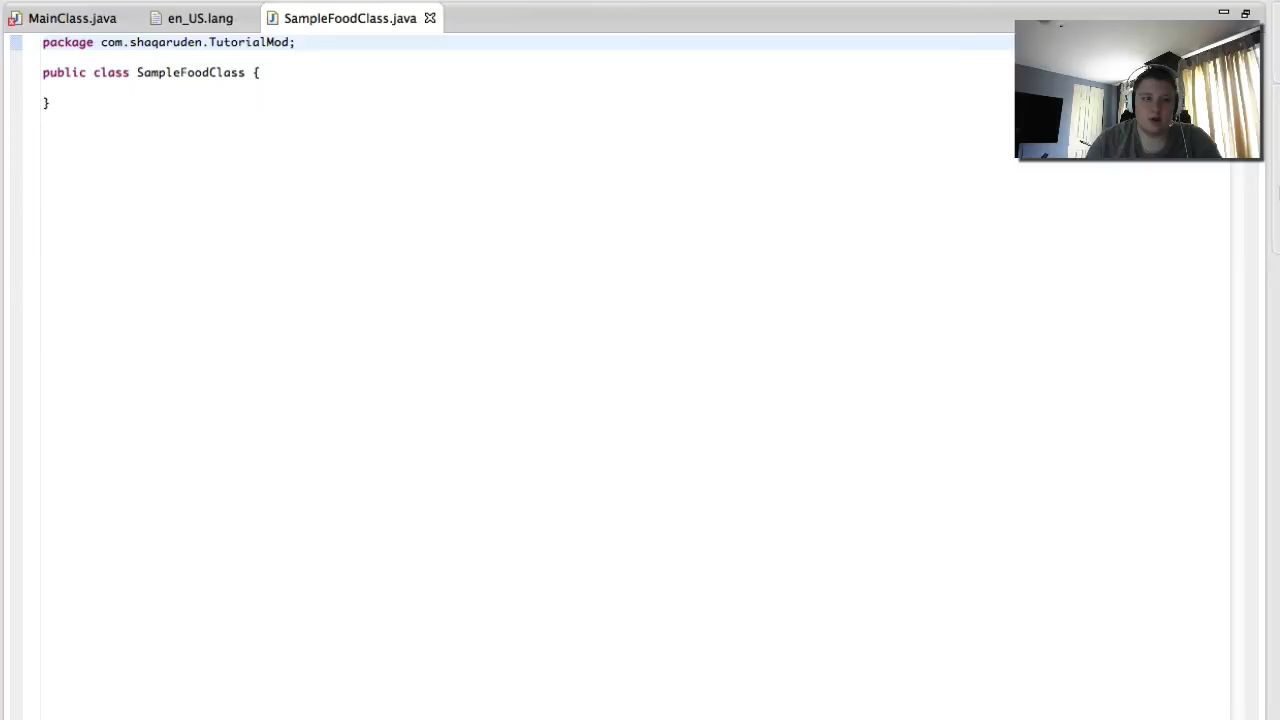 MainClass.java
en_US.lang
SampleFoodClass.java
package com.shaqaruden.TutorialMod;
public class SampleFoodClass {
}